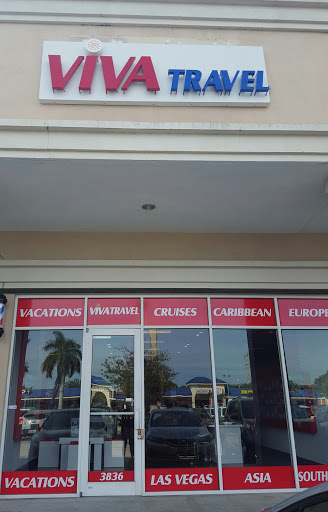 VIVA TRAVEL
VACATIONS VIVATRAVEL CRUISES CARIBBEAN EUROPE
3836
VACATIONS LAS VEGAS ASIA SOUTH